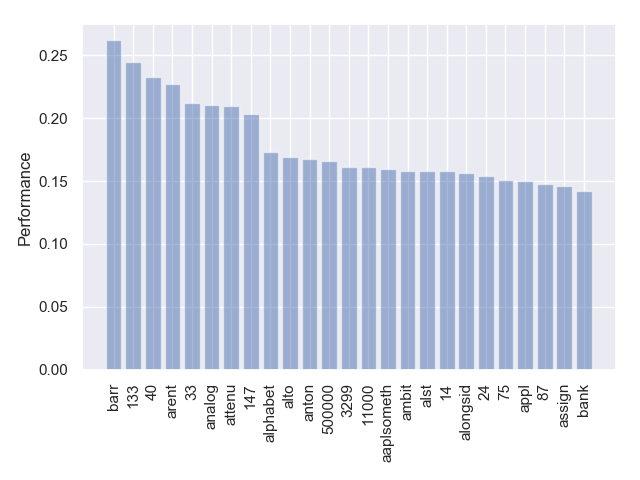 0.25
0.20
0.15
0.10
0.05
0.00
Performance
barr
133
40
arent
33
analog
attenu
147
alphabet
alto
anton
500000
3299
11000
aaplsometh
ambit
alst
14
alongsid
24
75
appl
87
assign
bank